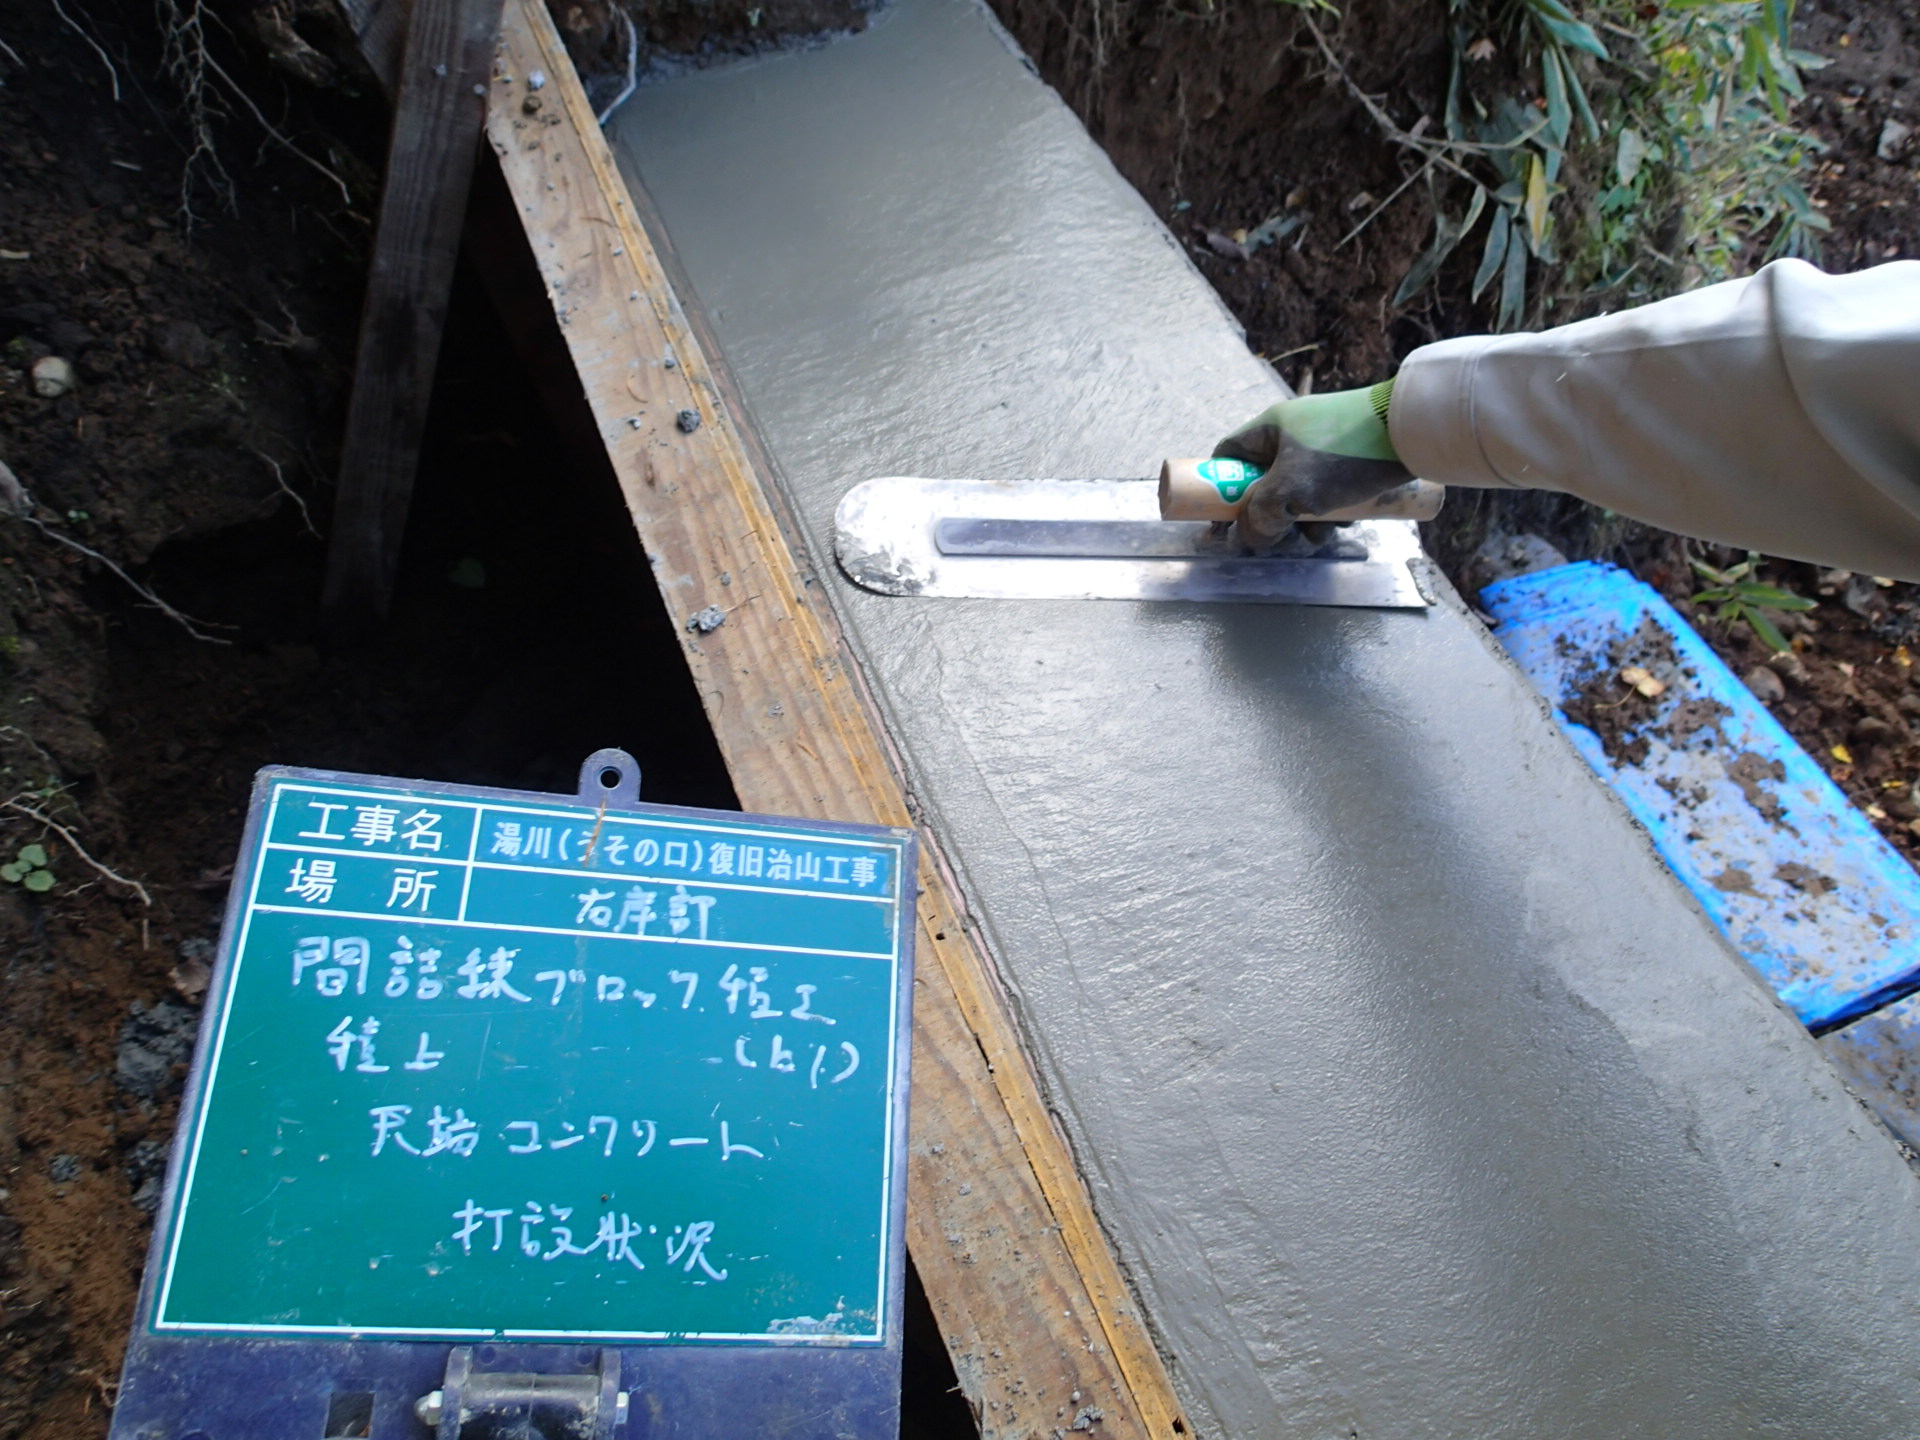 工事名 湯川(うその口)復旧治山工事
場所 右岸部
間詰練ブロック積工
積上
天端コンクリート
打設状況